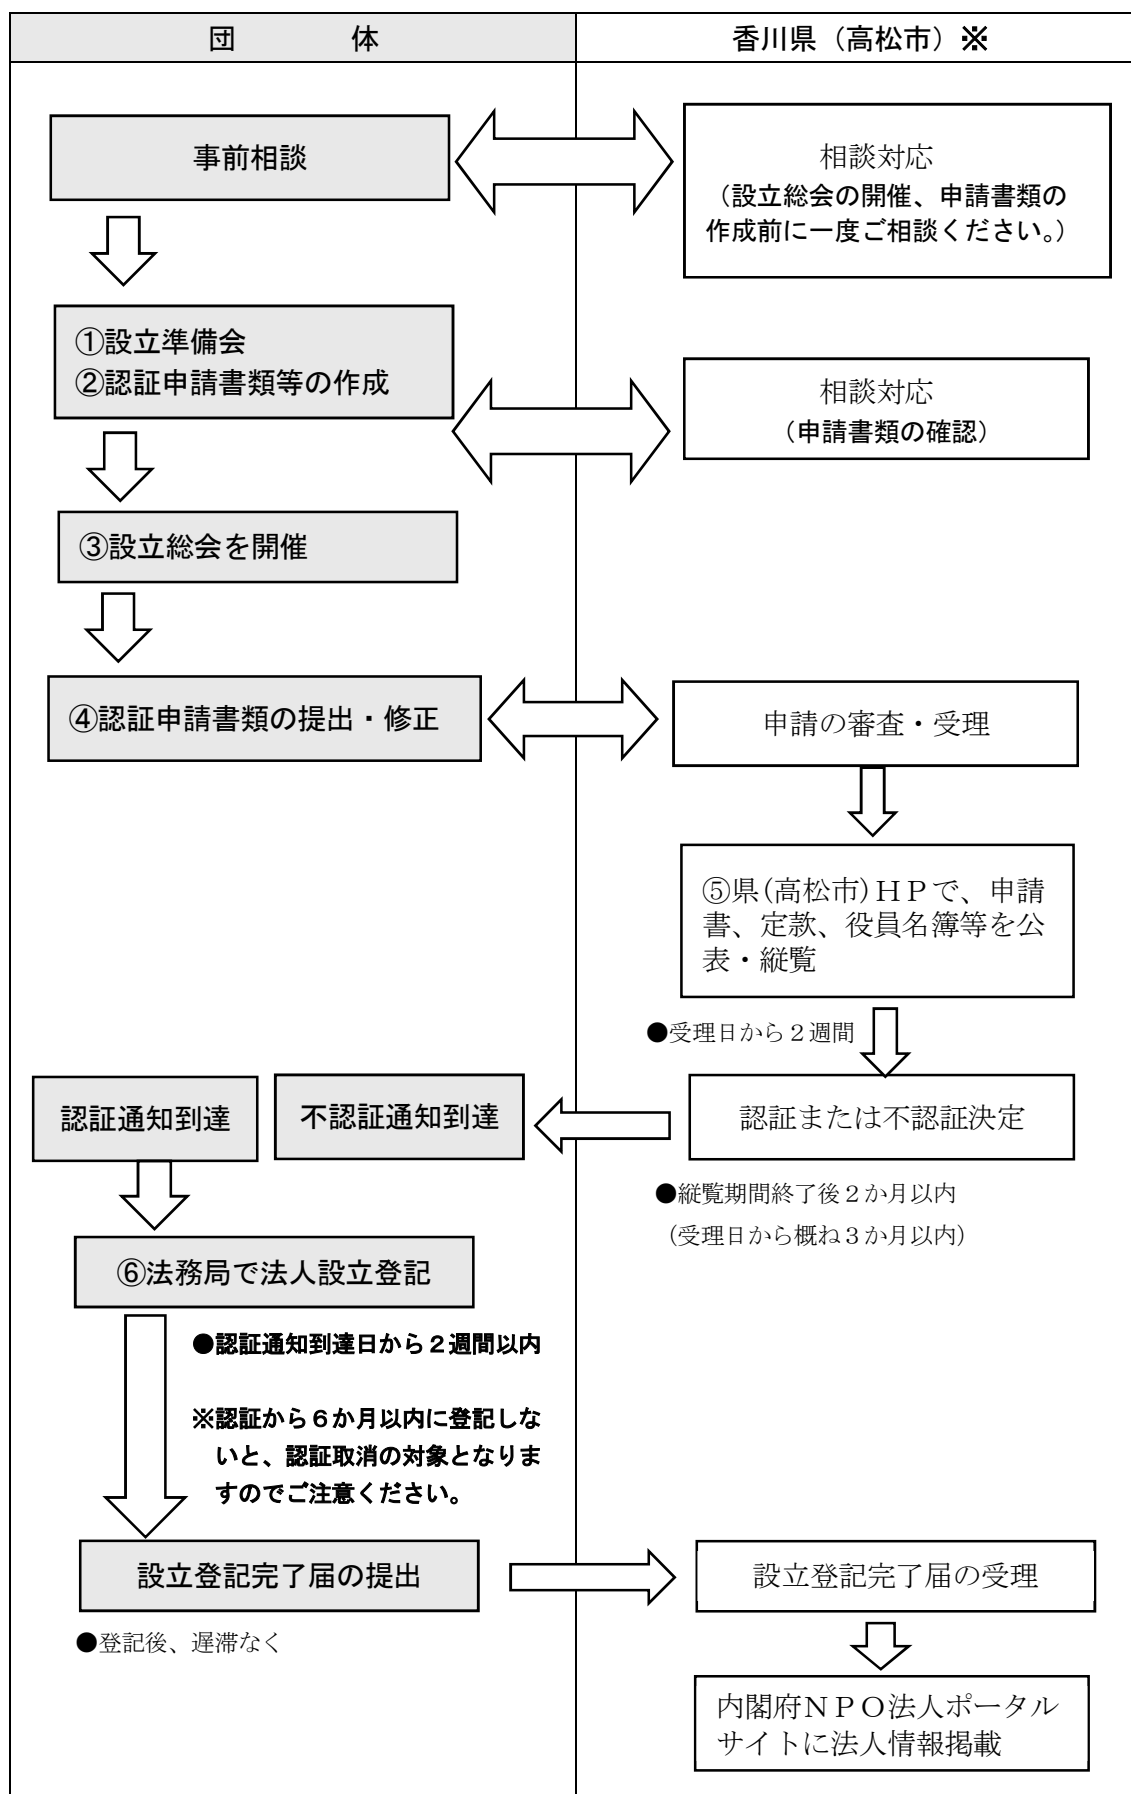 団　　　　体
香川県（高松市）※
事前相談
相談対応
（設立総会の開催、申請書類の
作成前に一度ご相談ください。）
①設立準備会
②認証申請書類等の作成
相談対応
（申請書類の確認）
③設立総会を開催
④認証申請書類の提出・修正
申請の審査・受理
⑤県(高松市)ＨＰで、申請
書、定款、役員名簿等を公
表・縦覧
●受理日から２週間
認証通知到達
不認証通知到達
認証または不認証決定
●縦覧期間終了後２か月以内
（受理日から概ね３か月以内）
⑥法務局で法人設立登記
●認証通知到達日から２週間以内
※認証から６か月以内に登記しな
いと、認証取消の対象となりま
すのでご注意ください。
設立登記完了届の提出
設立登記完了届の受理
●登記後、遅滞なく
内閣府ＮＰＯ法人ポータル
サイトに法人情報掲載